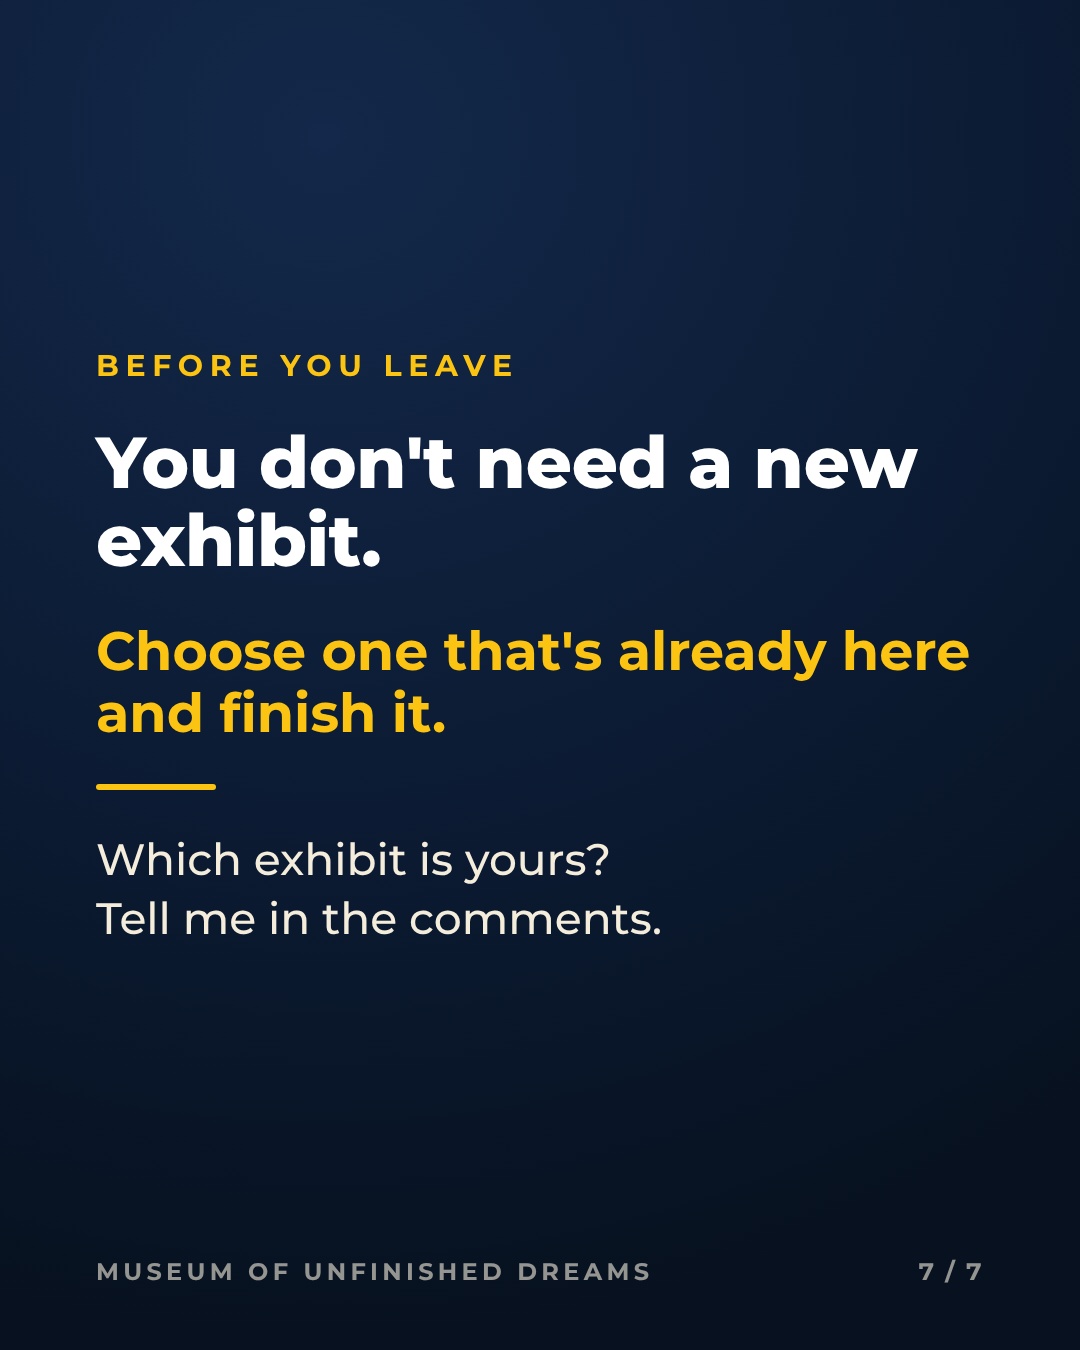 BEFORE YOU LEAVE
You don't need a new
exhibit.
Choose one that's already here
and finish it.
Which exhibit is yours?
Tell me in the comments.
MUSEUM OF UNFINISHED DREAMS
7 / 7